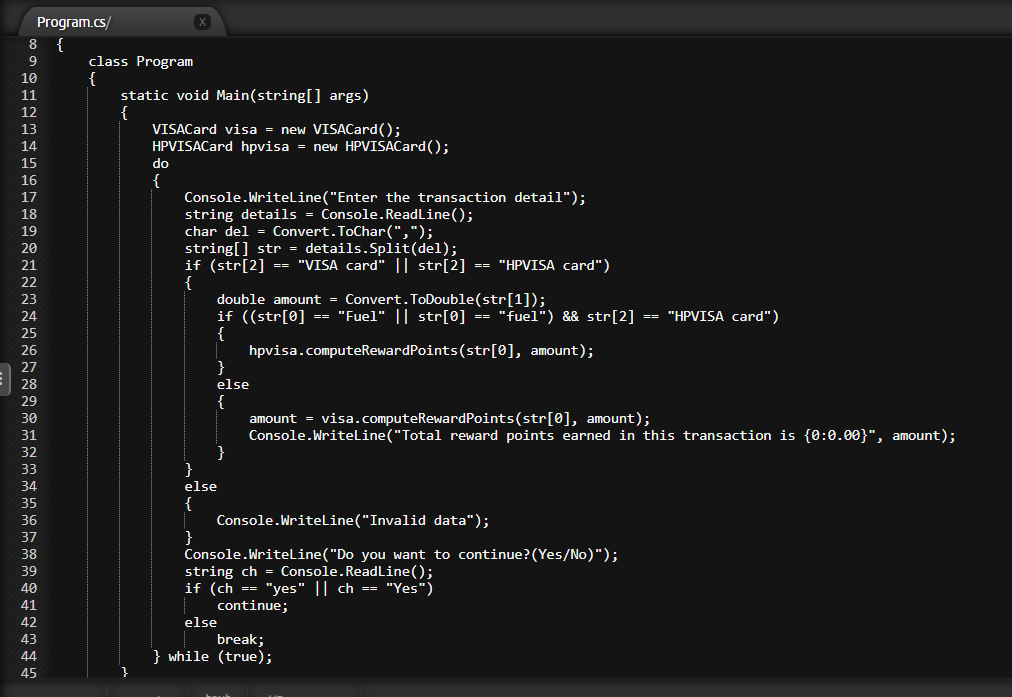 Program.cs/ X
8 {
9 class Program
10 {
11 static void Main(string[] args)
12 {
13 VISACard visa = new VISACard();
14 HPVISACard hpvisa = new HPVISACard();
15 do
16 {
17 Console.WriteLine("Enter the transaction detail");
18 string details = Console.ReadLine();
19 char del = Convert.ToChar(",");
20 string[] str = details.Split(del);
21 if (str[2] == "VISA card" || str[2] == "HPVISA card")
22 {
23 double amount = Convert.ToDouble(str[1]);
24 if ((str[0] == "Fuel" || str[0] == "fuel") && str[2] == "HPVISA card")
25 {
26 hpvisa.computeRewardPoints(str[0], amount);
27 }
28 else
29 {
30 amount = visa.computeRewardPoints(str[0], amount);
31 Console.WriteLine("Total reward points earned in this transaction is {0:0.00}", amount);
32 }
33 }
34 else
35 {
36 Console.WriteLine("Invalid data");
37 }
38 Console.WriteLine("Do you want to continue?(Yes/No)");
39 string ch = Console.ReadLine();
40 if (ch == "yes" || ch == "Yes")
41 continue;
42 else
43 break;
44 } while (true);
45 }